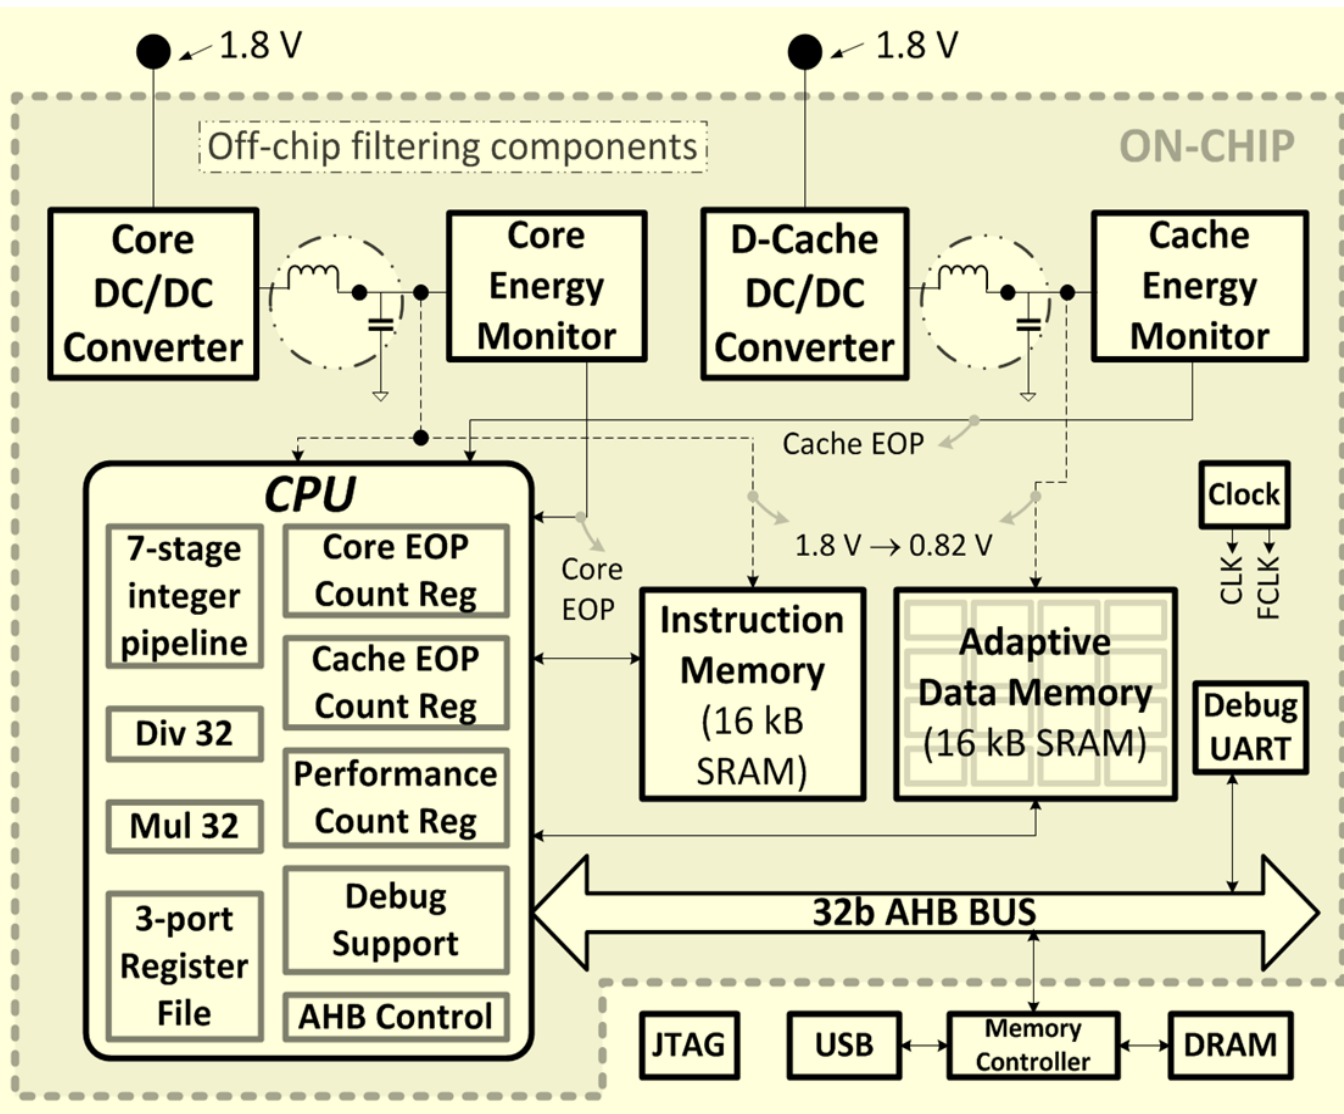 1.8 V
1.8 V
Off-chip filtering components
ON-CHIP
Core
DC/DC
Converter
Core
Energy
Monitor
D-Cache
DC/DC
Converter
Cache
Energy
Monitor
Cache EOP
CPU
7-stage
integer
pipeline
Div 32
Mul 32
3-port
Register
File
Core EOP
Count Reg
Cache EOP
Count Reg
Performance
Count Reg
Debug
Support
AHB Control
Core
EOP
1.8 V → 0.82 V
Clock
CLK
FCLK
Instruction
Memory
(16 kB
SRAM)
Adaptive
Data Memory
(16 kB SRAM)
Debug
UART
32b AHB BUS
JTAG
USB
Memory
Controller
DRAM